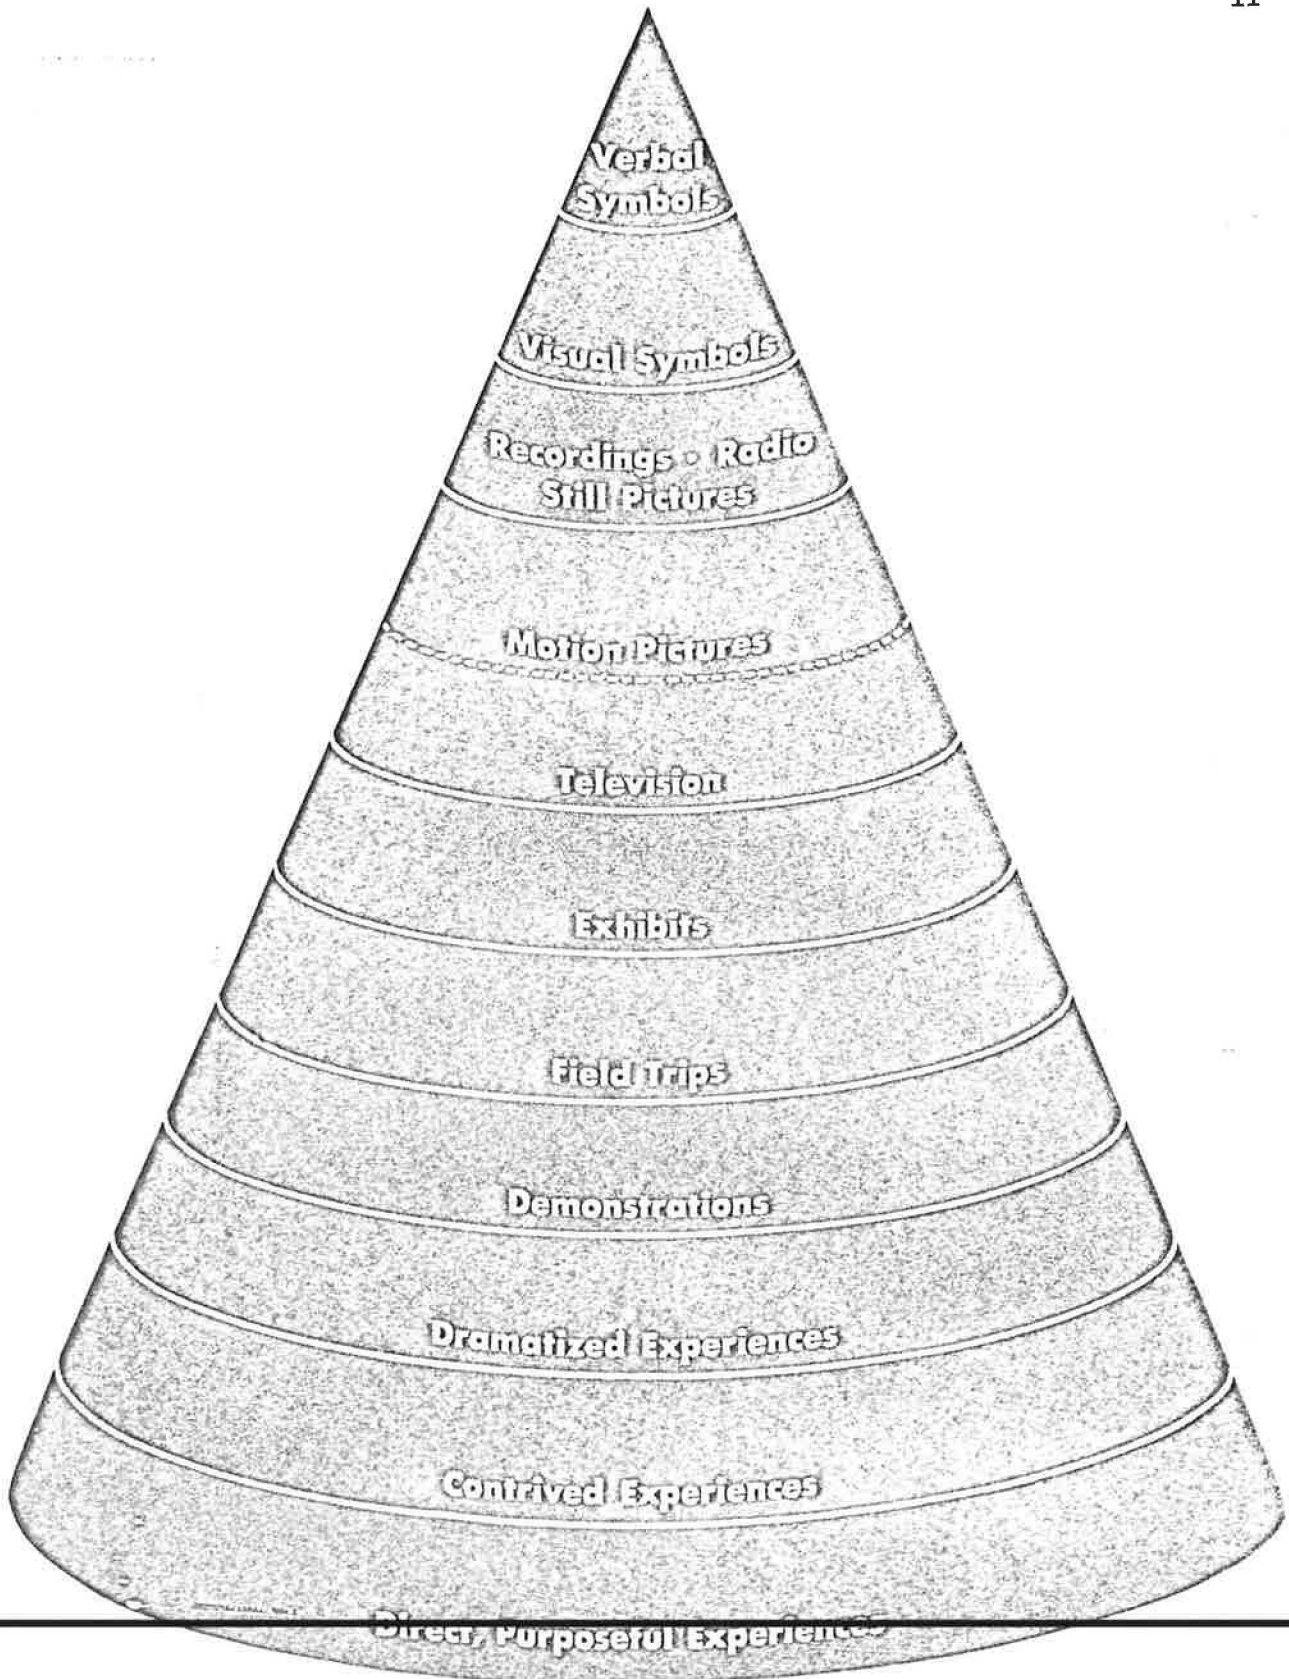 11
Verbal
Symbols
Visual Symbols
Recordings • Radio
Still Pictures
Motion Pictures
Television
Exhibits
Field Trips
Demonstrations
Dramatized Experiences
Contrived Experiences
Direct, Purposeful Experiences